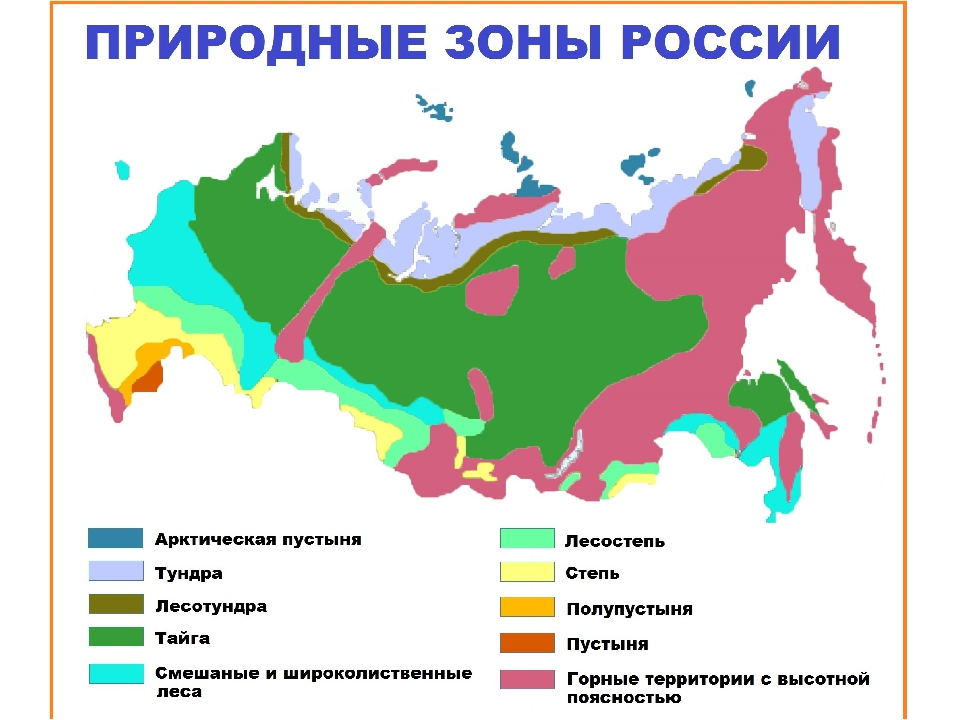 ПРИРОДНЫЕ ЗОНЫ РОССИИ
Арктическая пустыня
Тундра
Лесотундра
Тайга
Смешаные и широколиственные
леса
Лесостепь
Степь
Полупустыня
Пустыня
Горные территории с высотной
поясностью